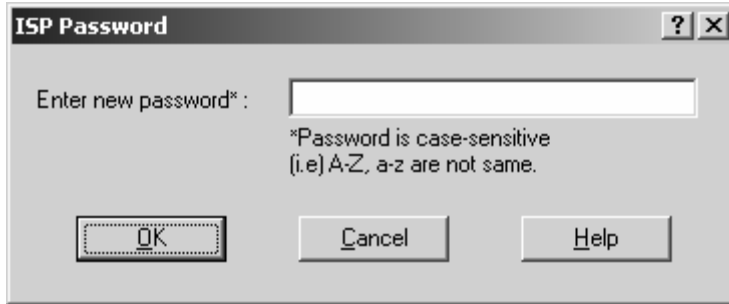 ISP Password
Enter new password* :
*Password is case-sensitive
(i.e) A-Z, a-z are not same.
OK Cancel Help